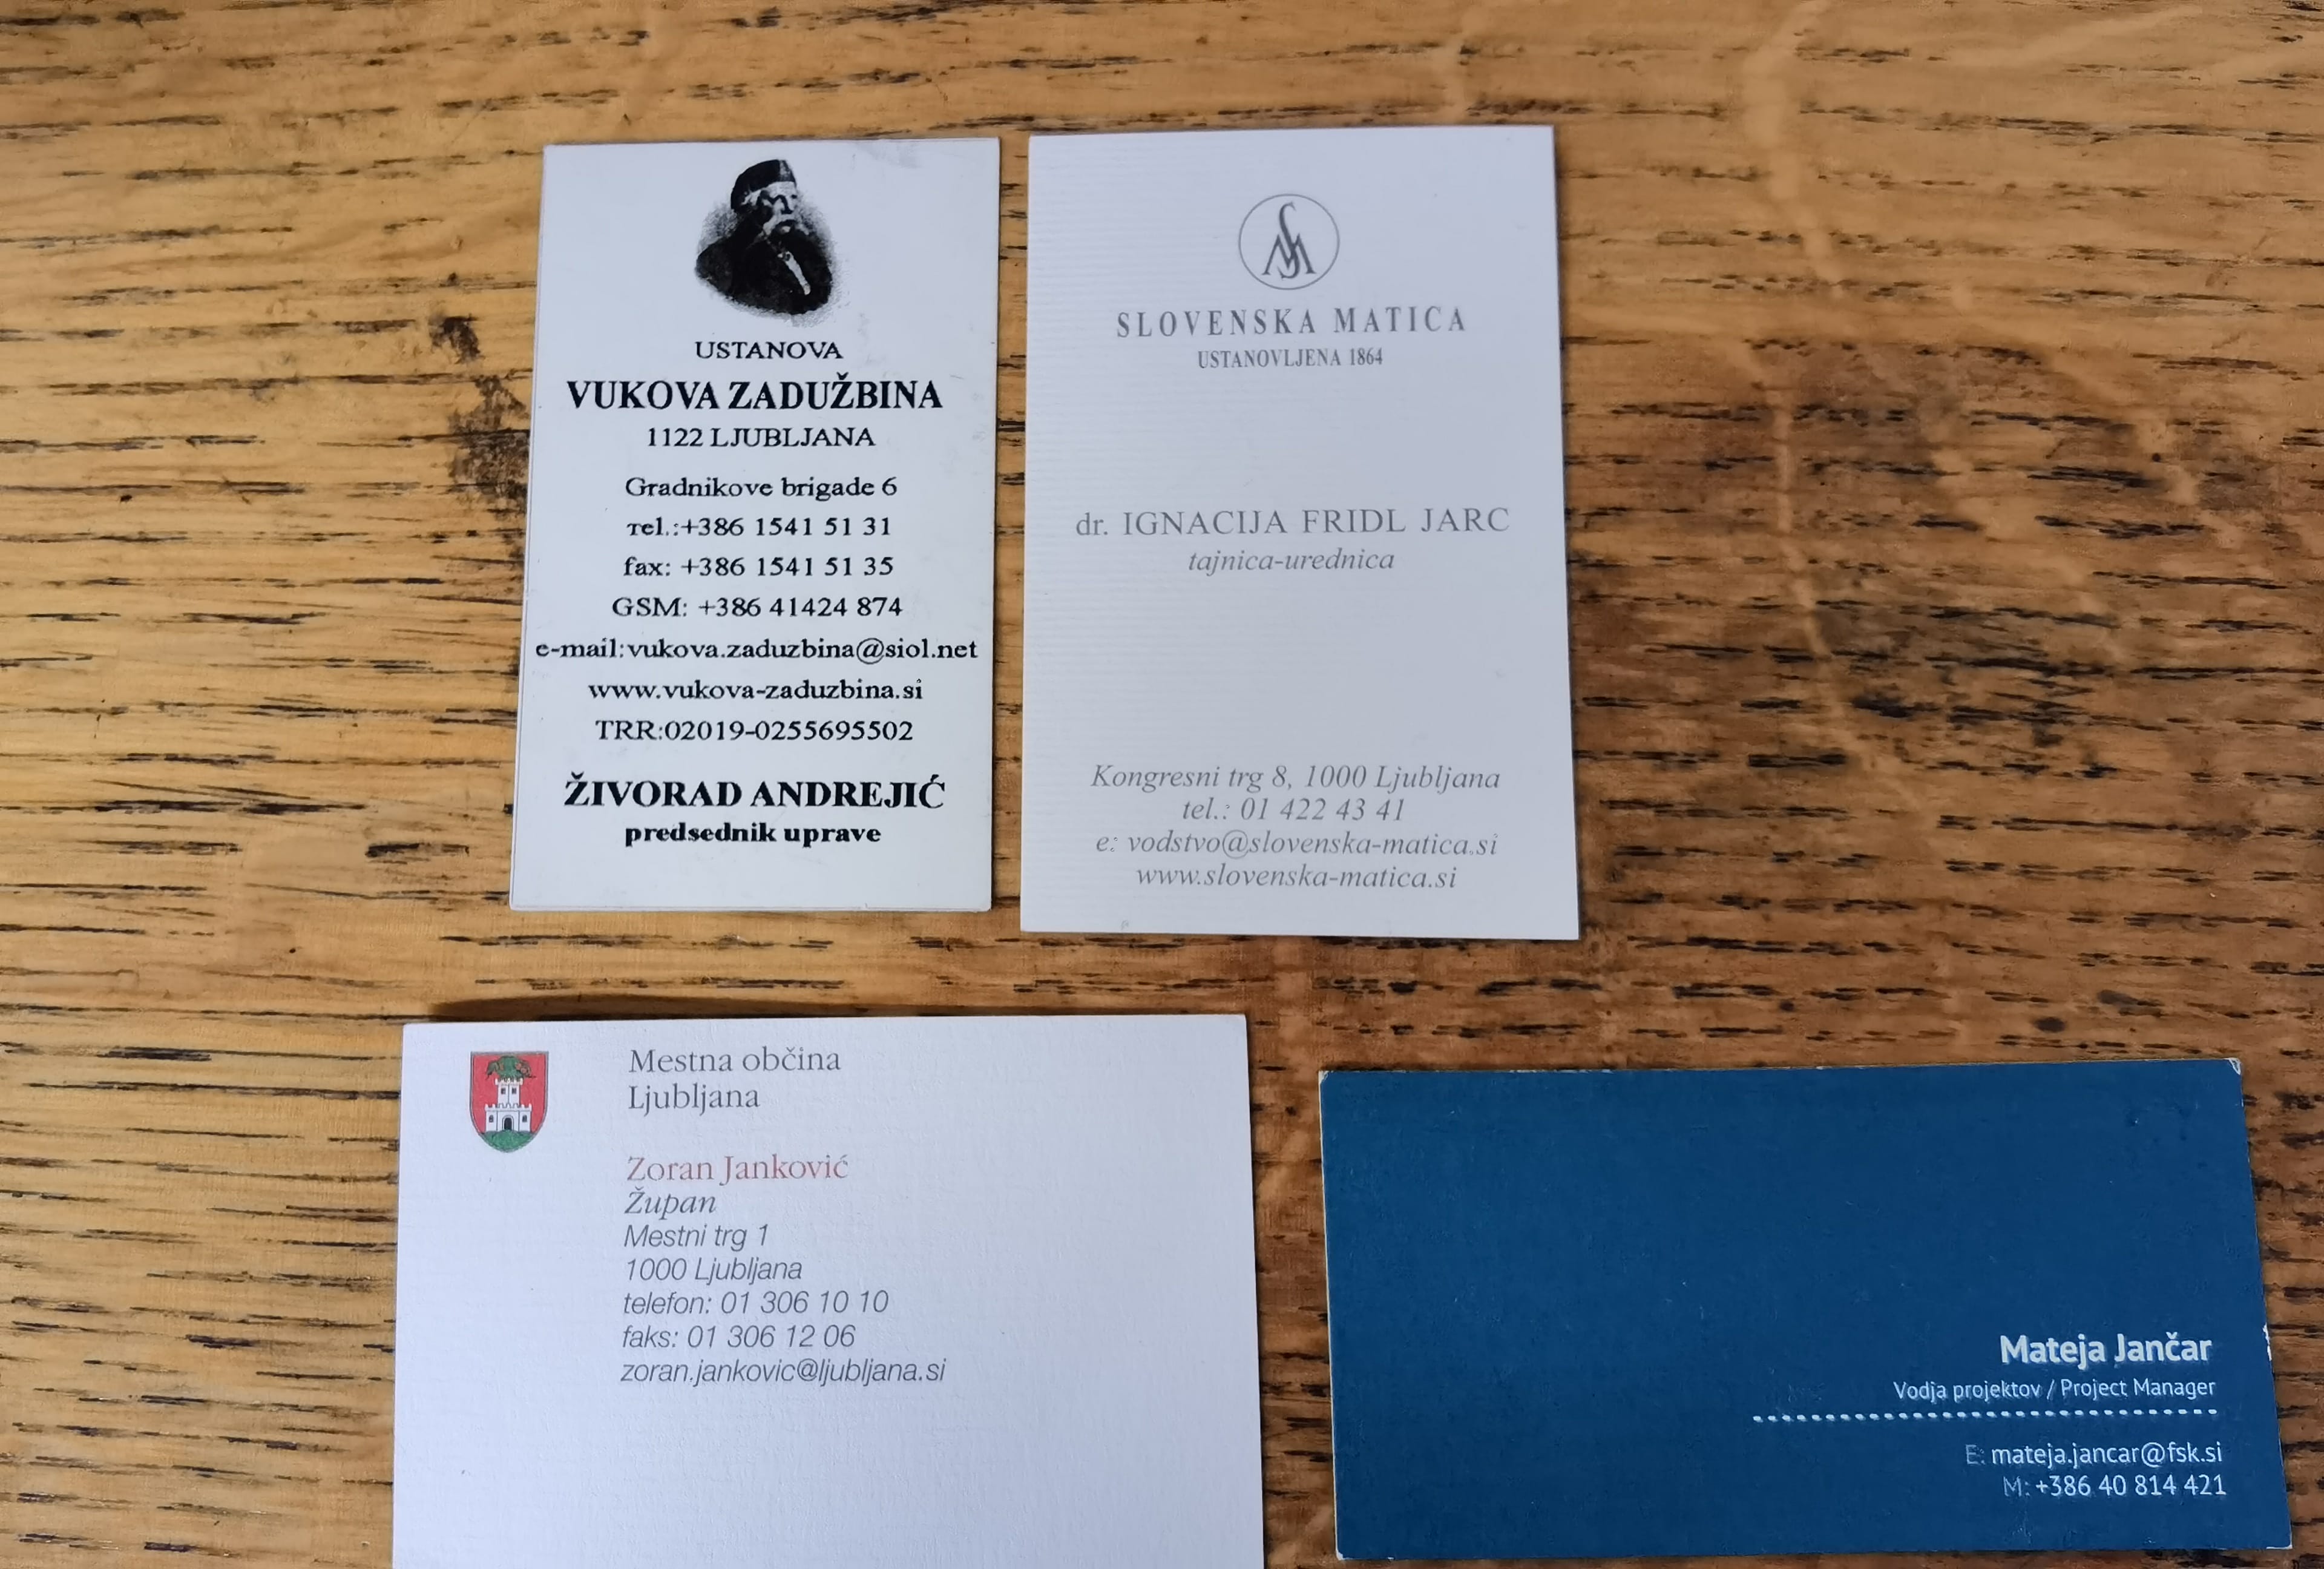 USTANOVA
VUKOVA ZADUŽBINA
1122 LJUBLJANA
Gradnikove brigade 6
Tel.:+386 1541 51 31
fax: +386 1541 51 35
GSM: +386 41424 874
e-mail:vukova.zaduzbina@siol.net
www.vukova-zaduzbina.si
TRR:02019-0255695502
ŽIVORAD ANDREJIĆ
predsednik uprave
SLOVENSKA MATICA
USTANOVLJENA 1864
dr. IGNACIJA FRIDL JARC
tajnica-urednica
Kongresni trg 8, 1000 Ljubljana
tel.: 01 422 43 41
e: vodstvo@slovenska-matica.si
www.slovenska-matica.si
Mestna občina
Ljubljana
Zoran Janković
Župan
Mestni trg 1
1000 Ljubljana
telefon: 01 306 10 10
faks: 01 306 12 06
zoran.jankovic@ljubljana.si
Mateja Jančar
Vodja projektov / Project Manager
E: mateja.jancar@fsk.si
M: +386 40 814 421